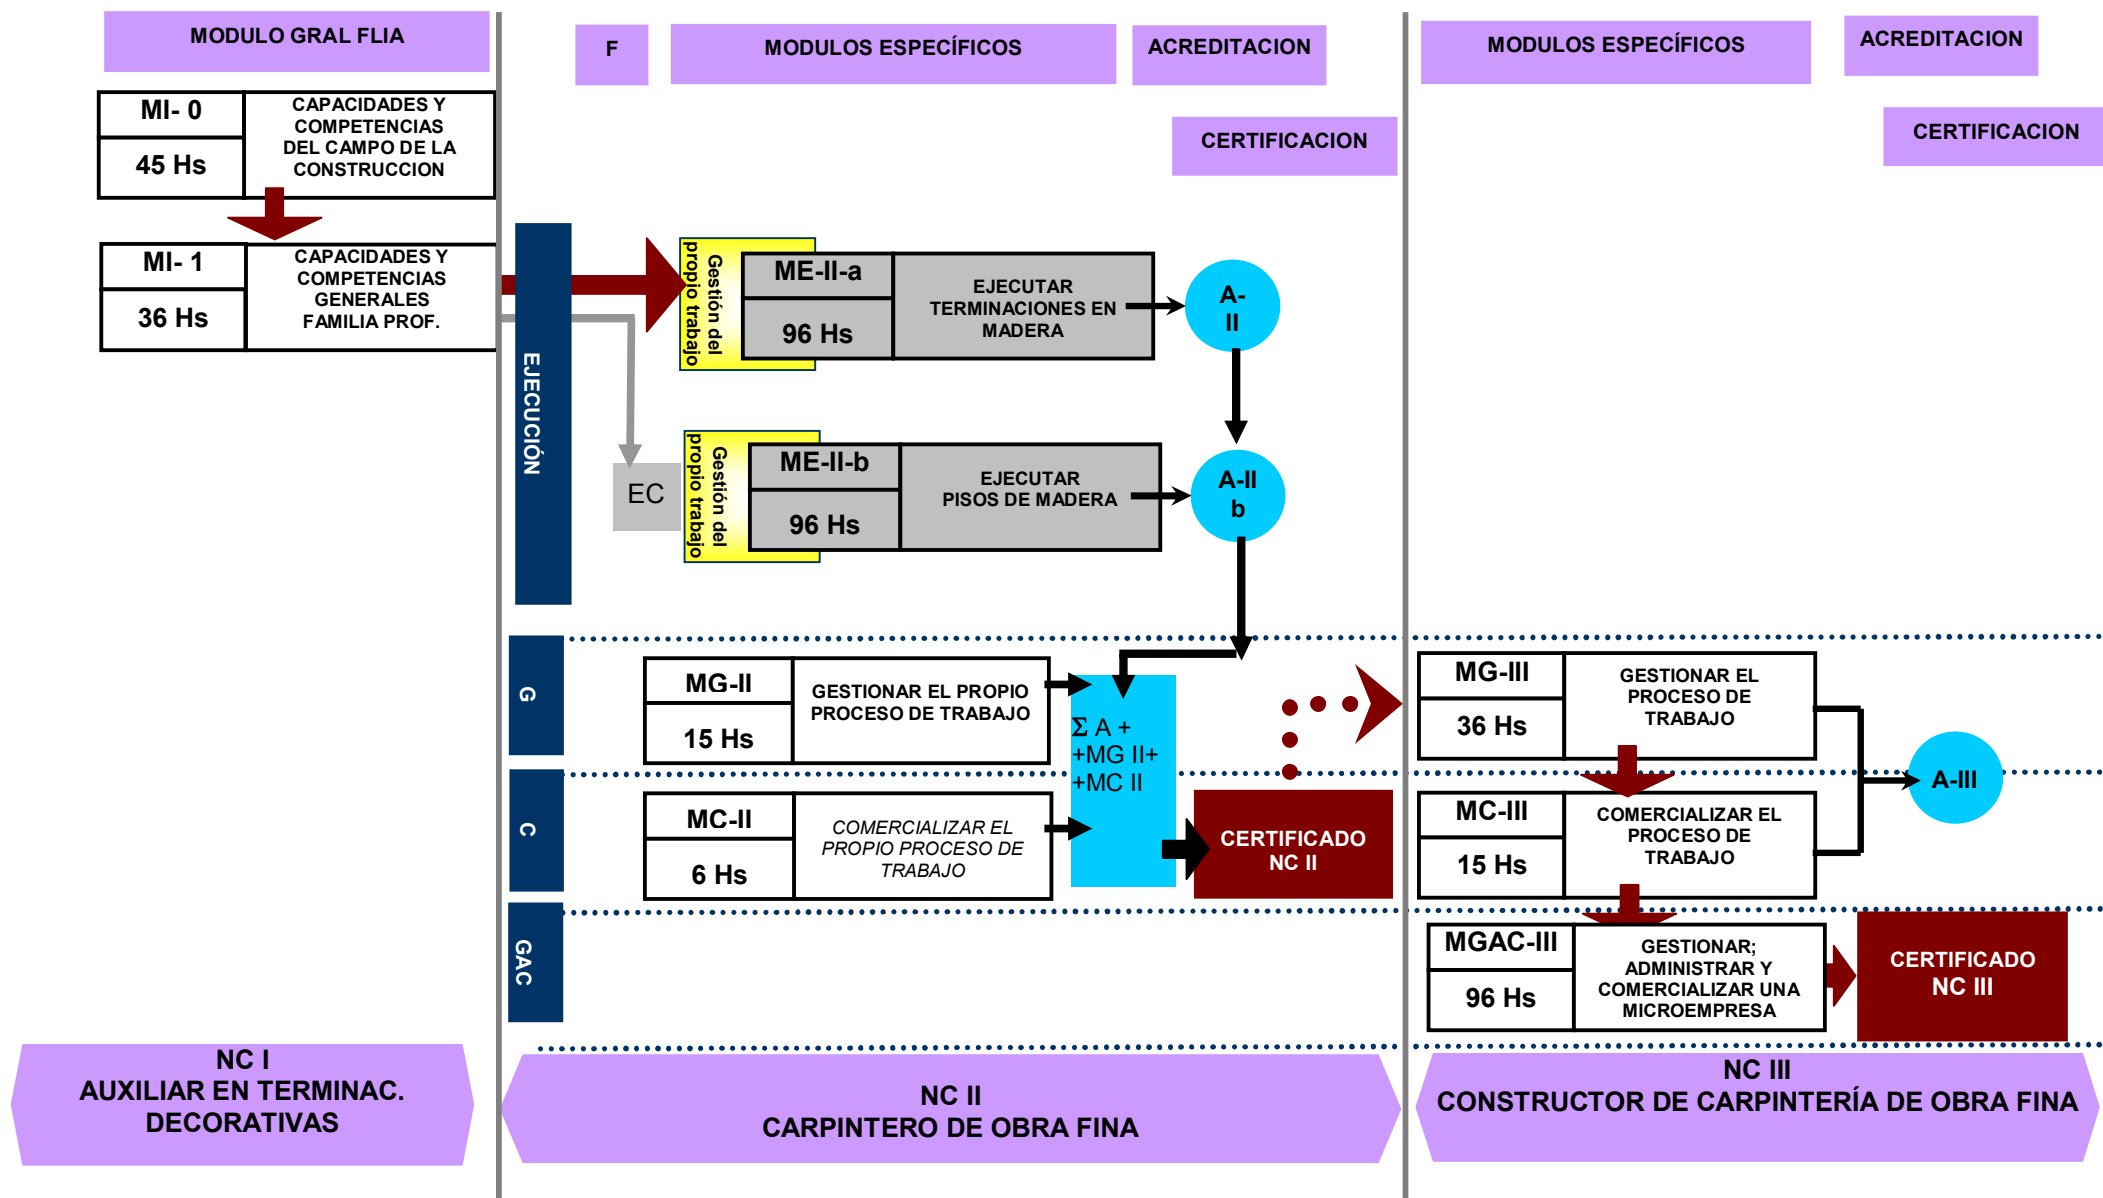 MODULO GRAL FLIA
F
MODULOS ESPECÍFICOS
ACREDITACION
CERTIFICACION
MODULOS ESPECÍFICOS
ACREDITACION
CERTIFICACION
MI- 0
45 Hs
CAPACIDADES Y
COMPETENCIAS
DEL CAMPO DE LA
CONSTRUCCION
MI- 1
36 Hs
CAPACIDADES Y
COMPETENCIAS
GENERALES
FAMILIA PROF.
EJECUCIÓN
Gestión del
propio trabajo
ME-II-a
96 Hs
EJECUTAR
TERMINACIONES EN
MADERA
A-
II
EC
Gestión del
propio trabajo
ME-II-b
96 Hs
EJECUTAR
PISOS DE MADERA
A-II
b
G
MG-II
15 Hs
GESTIONAR EL PROPIO
PROCESO DE TRABAJO
Σ A +
+MG II+
+MC II
C
MC-II
6 Hs
COMERCIALIZAR EL
PROPIO PROCESO DE
TRABAJO
CERTIFICADO
NC II
GAC
MG-III
36 Hs
GESTIONAR EL
PROCESO DE
TRABAJO
MC-III
15 Hs
COMERCIALIZAR EL
PROCESO DE
TRABAJO
A-III
MGAC-III
96 Hs
GESTIONAR;
ADMINISTRAR Y
COMERCIALIZAR UNA
MICROEMPRESA
CERTIFICADO
NC III
NC I
AUXILIAR EN TERMINAC.
DECORATIVAS
NC II
CARPINTERO DE OBRA FINA
NC III
CONSTRUCTOR DE CARPINTERÍA DE OBRA FINA